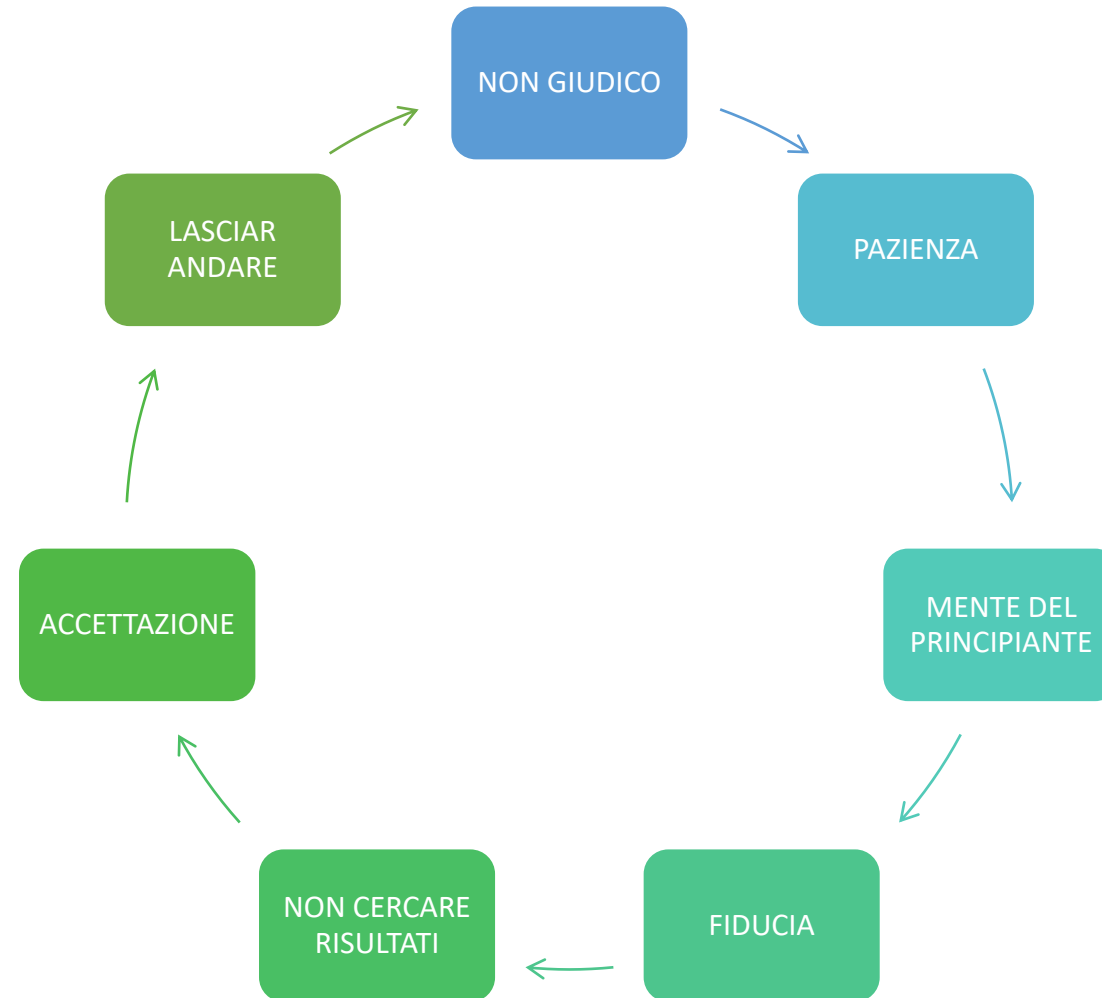 NON GIUDICO
PAZIENZA
MENTE DEL
PRINCIPIANTE
FIDUCIA
NON CERCARE
RISULTATI
ACCETTAZIONE
LASCIAR
ANDARE